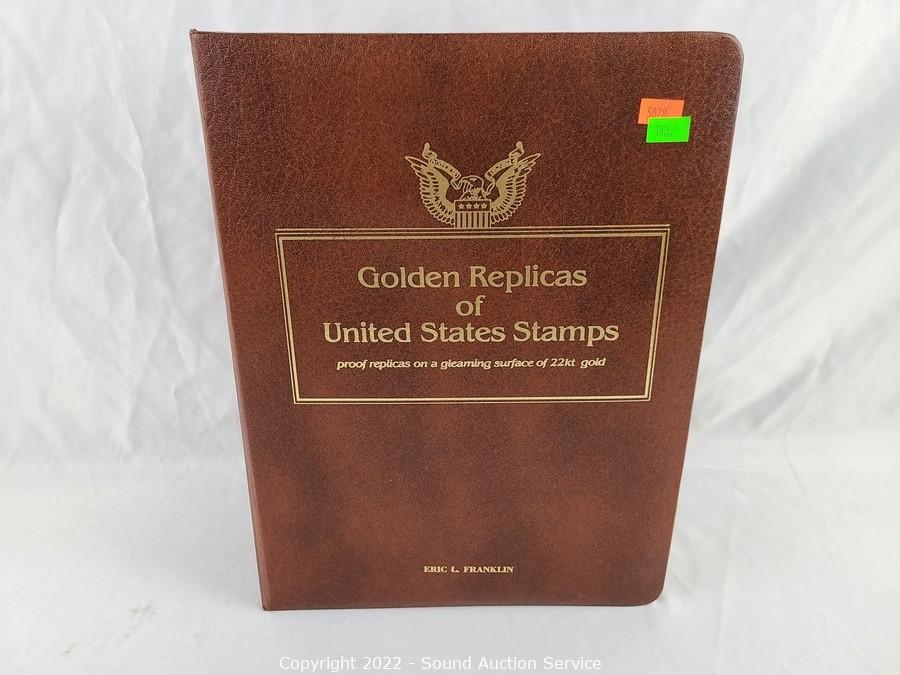 5028
Golden Replicas
of
United States Stamps
proof replicas on a gleaming surface of 22kt gold
ERIC L. FRANKLIN
Copyright 2022 - Sound Auction Service